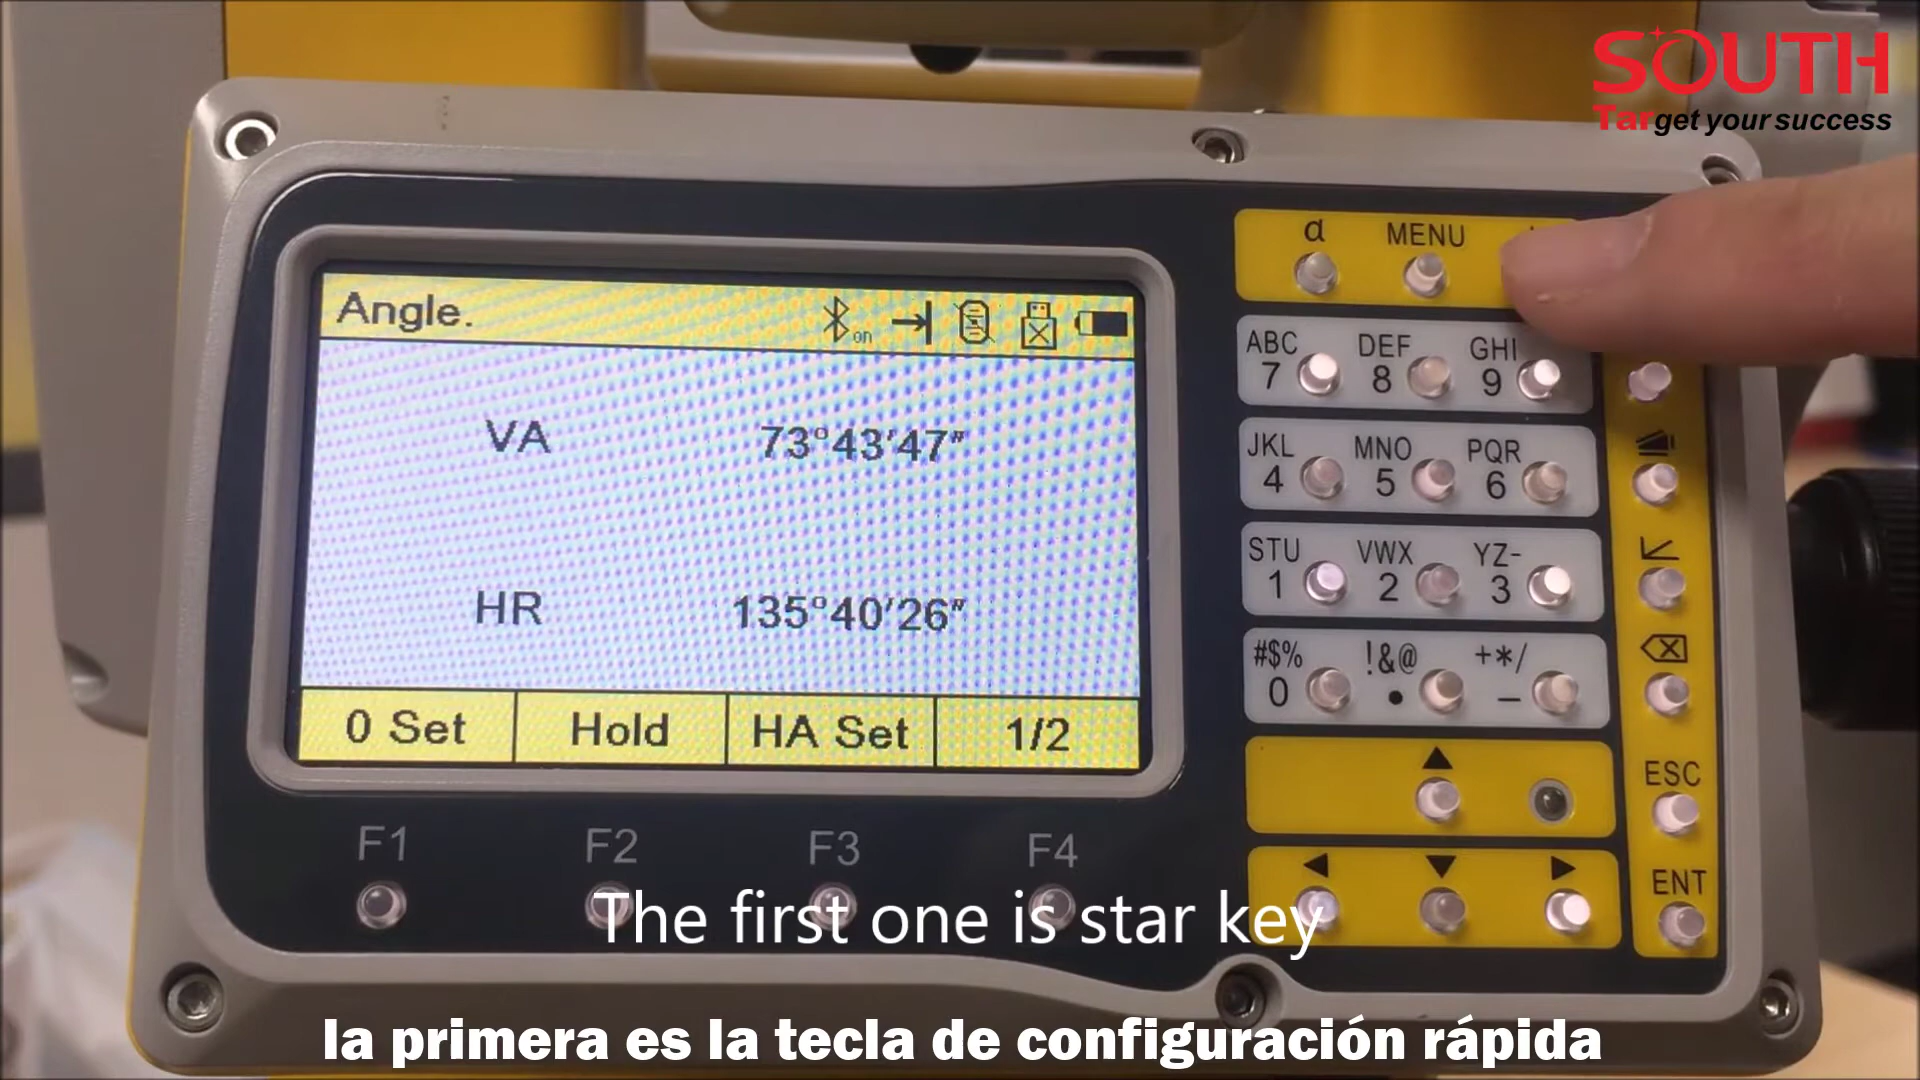 SOUTH
Target your success
α MENU
Angle.
on
ABC DEF GHI
7 8 9
VA 73°43'47"
JKL MNO PQR
4 5 6
STU VWX YZ-
1 2 3
HR 135°40'26"
#$% !&@ +*/
0 • –
0 Set Hold HA Set 1/2
ESC
F1 F2 F3 F4
ENT
The first one is star key
la primera es la tecla de configuración rápida